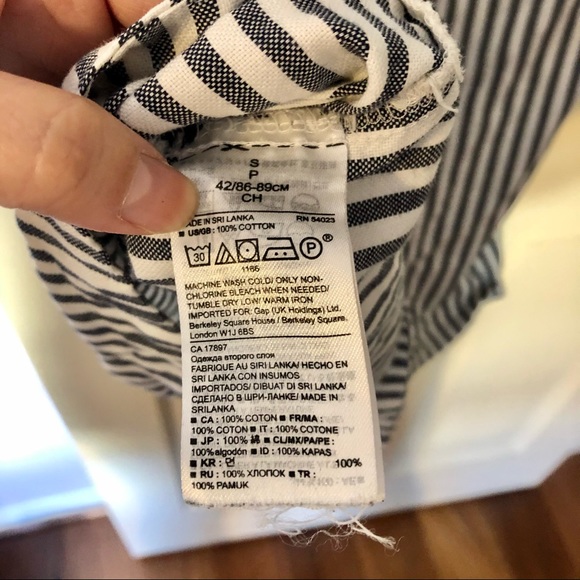 S
P
42/86-89CM
CH
MADE IN SRI LANKA RN 54023
■ US/GB: 100% COTTON
30 P ®
1166
MACHINE WASH COLD/ ONLY NON-
CHLORINE BLEACH WHEN NEEDED/
TUMBLE DRY LOW/ WARM IRON
IMPORTED FOR: Gap (UK Holdings) Ltd.
Berkeley Square House / Berkeley Square.
London W1J 6BS
CA 17897
Одежда второго слоя
FABRIQUE AU SRI LANKA/ HECHO EN
SRI LANKA CON INSUMOS
IMPORTADOS/ DIBUAT DI SRI LANKA/
СДЕЛАНО В ШРИ-ЛАНКЕ/ MADE IN
SRILANKA
■ CA : 100% COTON ■ FR/MA :
100% COTON ■ IT : 100% COTONE
■ JP : 100% 綿 ■ CL/MX/PA/PE :
100%algodón ■ ID : 100% KAPAS
■ KR : 면 100%
■ RU : 100% ХЛОПОК ■ TR :
100% PAMUK